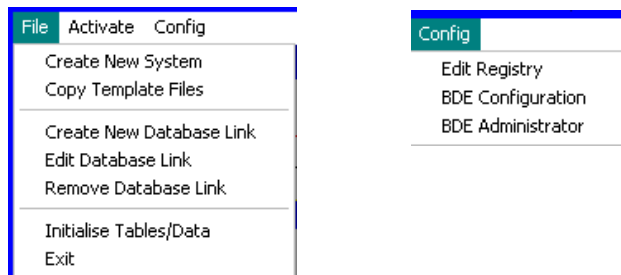 File Activate Config
Create New System
Copy Template Files
Create New Database Link
Edit Database Link
Remove Database Link
Initialise Tables/Data
Exit
Config
Edit Registry
BDE Configuration
BDE Administrator